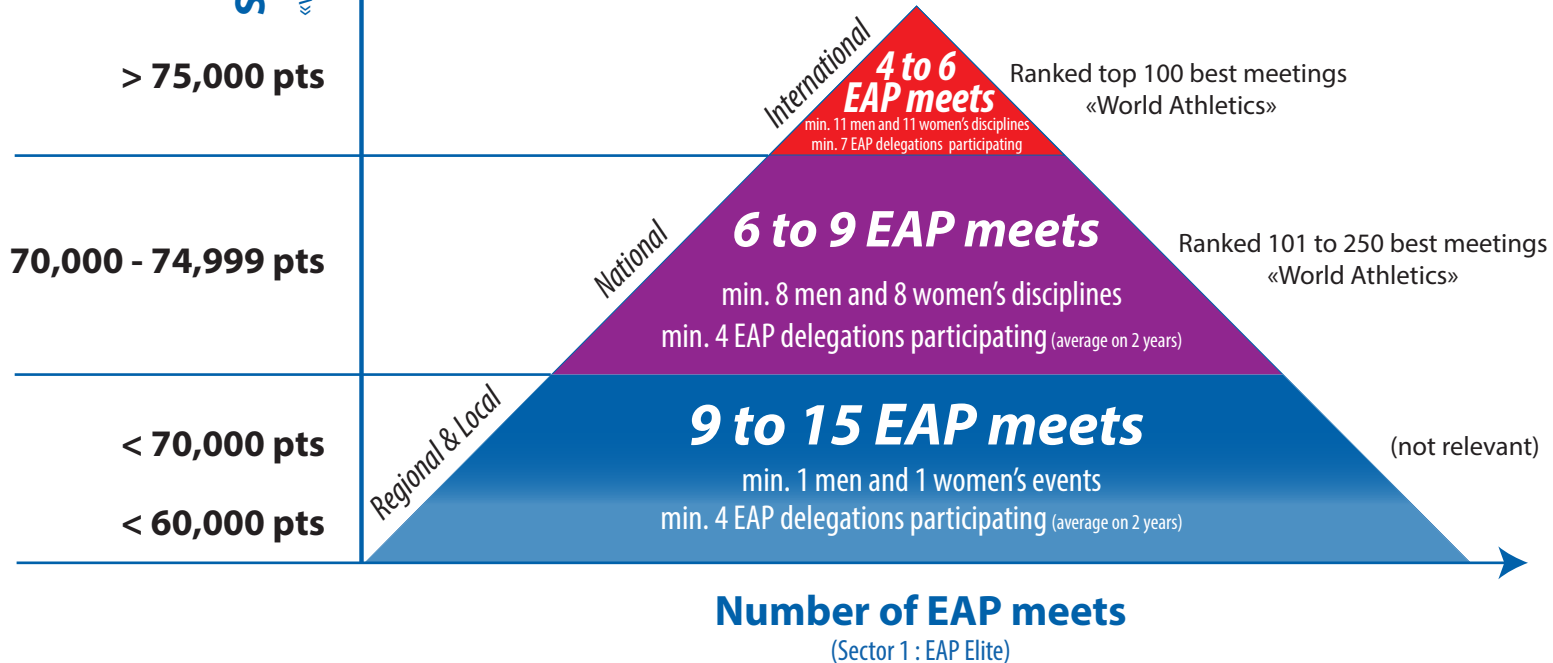 > 75,000 pts
International
4 to 6
EAP meets
min. 11 men and 11 women's disciplines
min. 7 EAP delegations participating
Ranked top 100 best meetings
«World Athletics»
70,000 - 74,999 pts
National
6 to 9 EAP meets
min. 8 men and 8 women's disciplines
min. 4 EAP delegations participating (average on 2 years)
Ranked 101 to 250 best meetings
«World Athletics»
< 70,000 pts
< 60,000 pts
Regional & Local
9 to 15 EAP meets
min. 1 men and 1 women's events
min. 4 EAP delegations participating (average on 2 years)
(not relevant)
Number of EAP meets
(Sector 1 : EAP Elite)